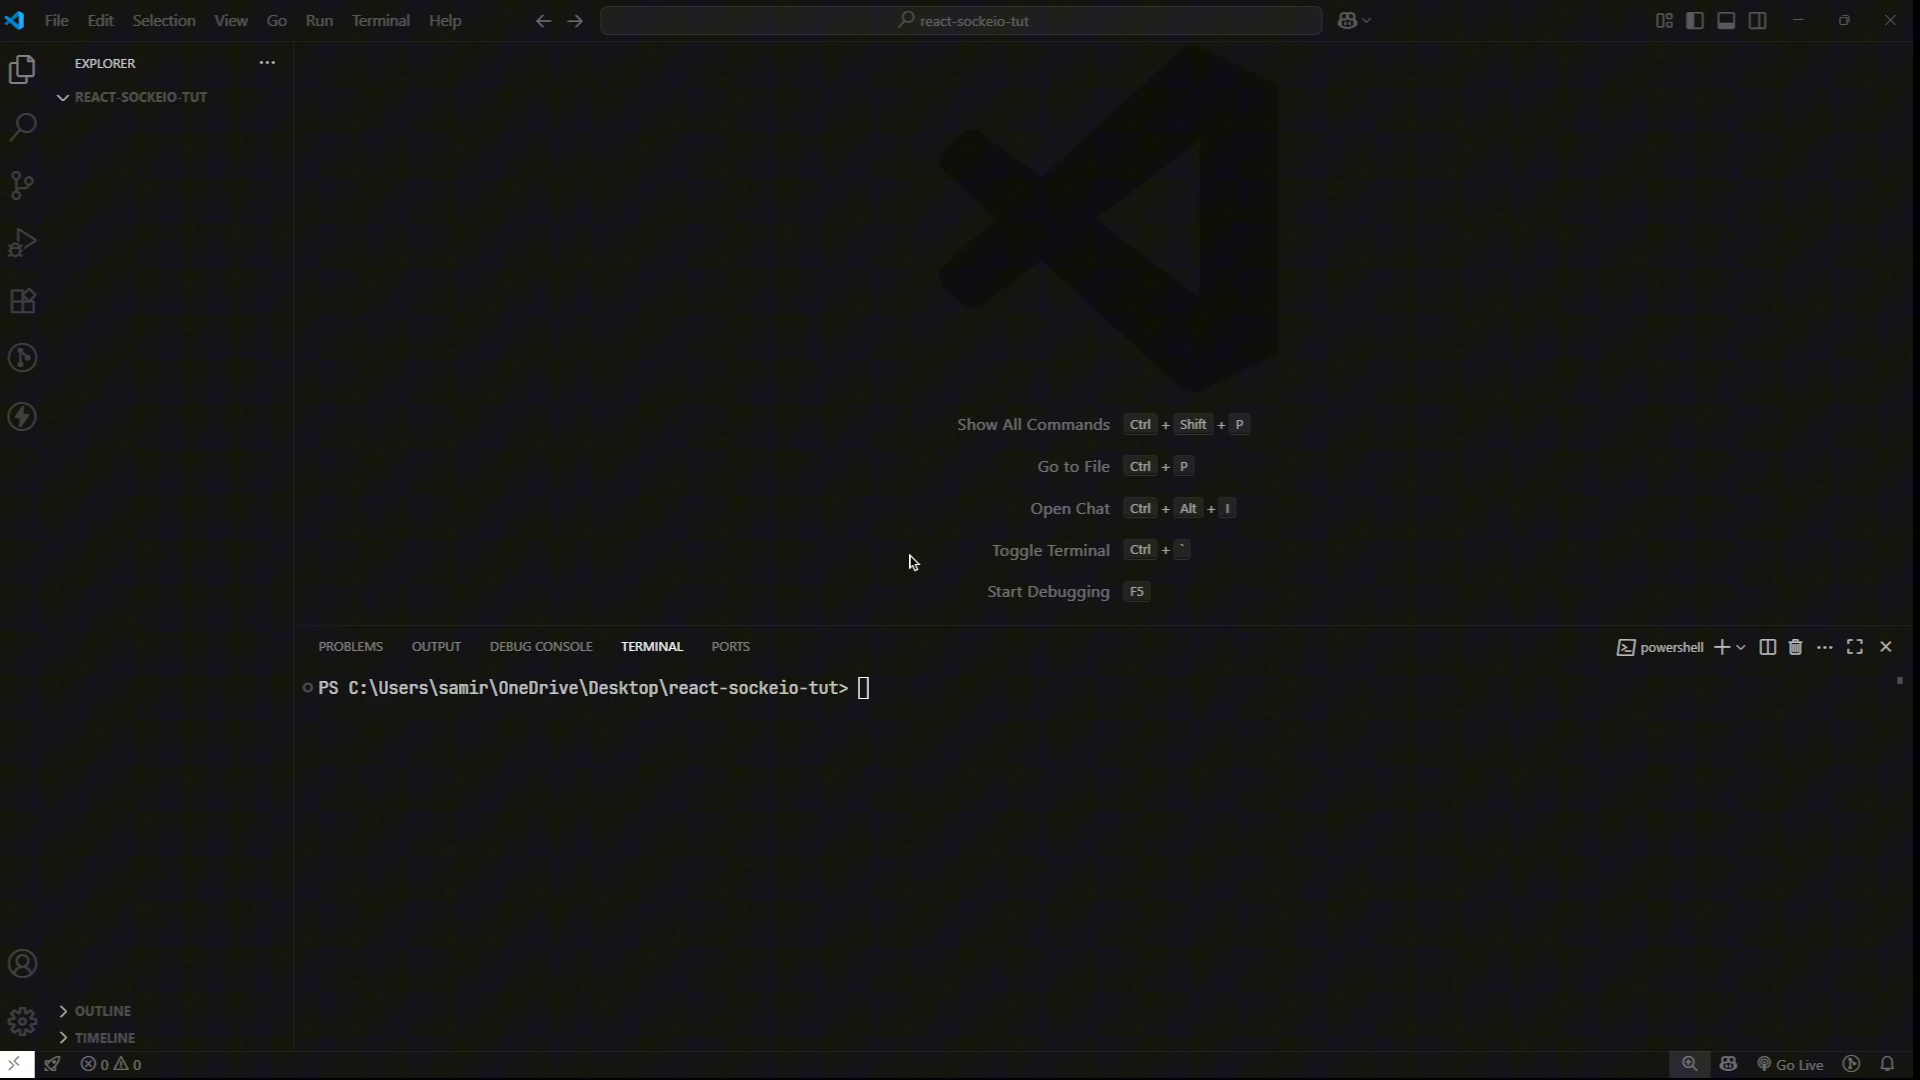 File Edit Selection View Go Run Terminal Help
react-sockeio-tut
EXPLORER
REACT-SOCKEIO-TUT
Show All Commands Ctrl + Shift + P
Go to File Ctrl + P
Open Chat Ctrl + Alt + I
Toggle Terminal Ctrl + `
Start Debugging F5
PROBLEMS OUTPUT DEBUG CONSOLE TERMINAL PORTS
powershell
PS C:\Users\samir\OneDrive\Desktop\react-sockeio-tut>
OUTLINE
TIMELINE
0 0
Go Live